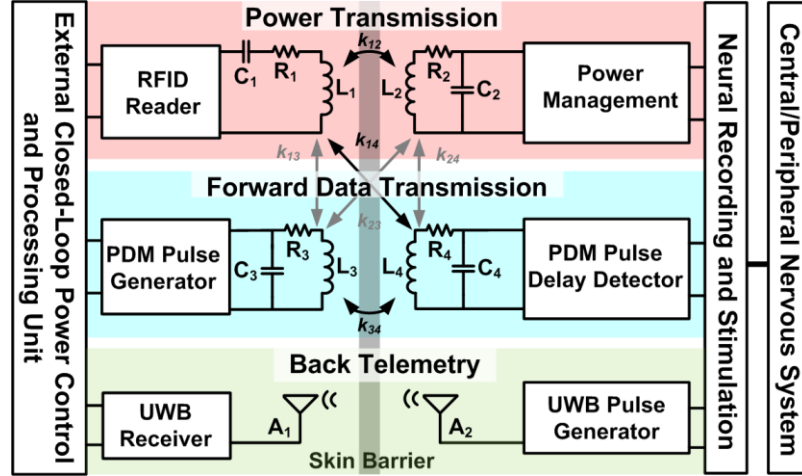 External Closed-Loop Power Control
and Processing Unit
Power Transmission
RFID
Reader
C1
R1
L1
k12
L2
R2
C2
Power
Management
k13
k14
k24
Forward Data Transmission
k23
PDM Pulse
Generator
C3
R3
L3
L4
R4
C4
PDM Pulse
Delay Detector
k34
Back Telemetry
UWB
Receiver
A1
A2
UWB Pulse
Generator
Skin Barrier
Neural Recording and Stimulation
Central/Peripheral Nervous System